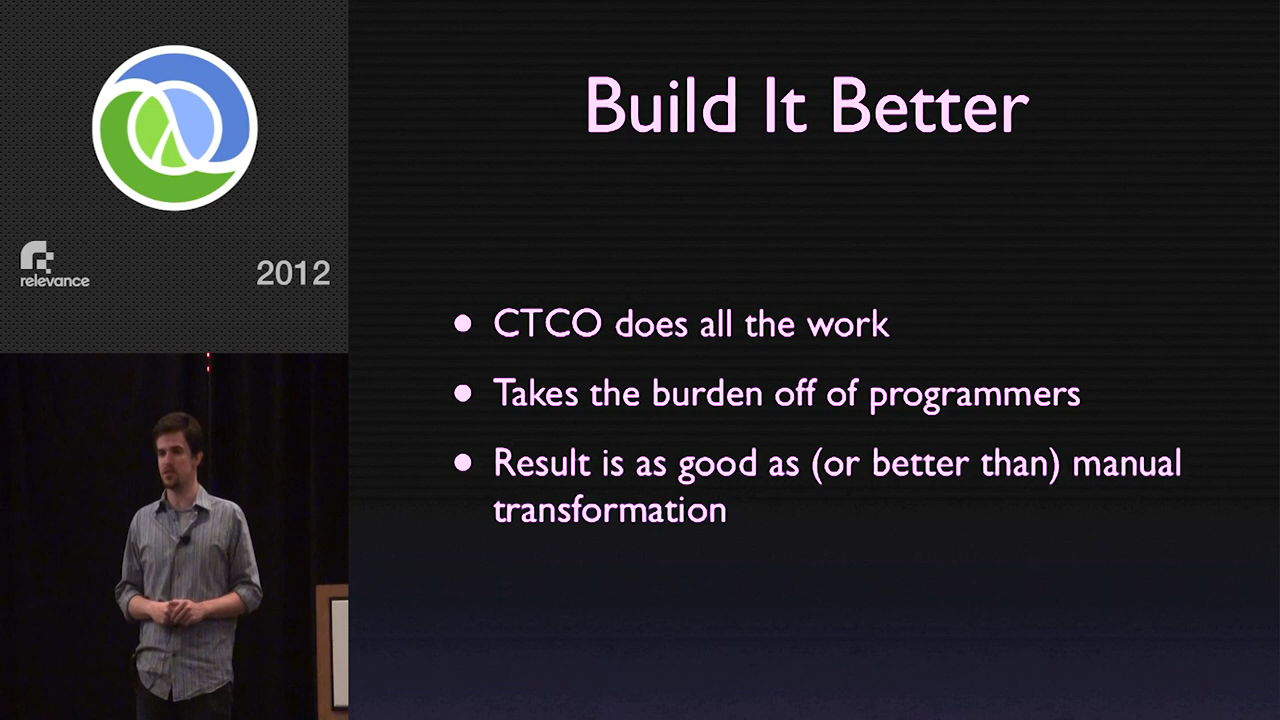 Build It Better
relevance
2012
• CTCO does all the work
• Takes the burden off of programmers
• Result is as good as (or better than) manual
transformation